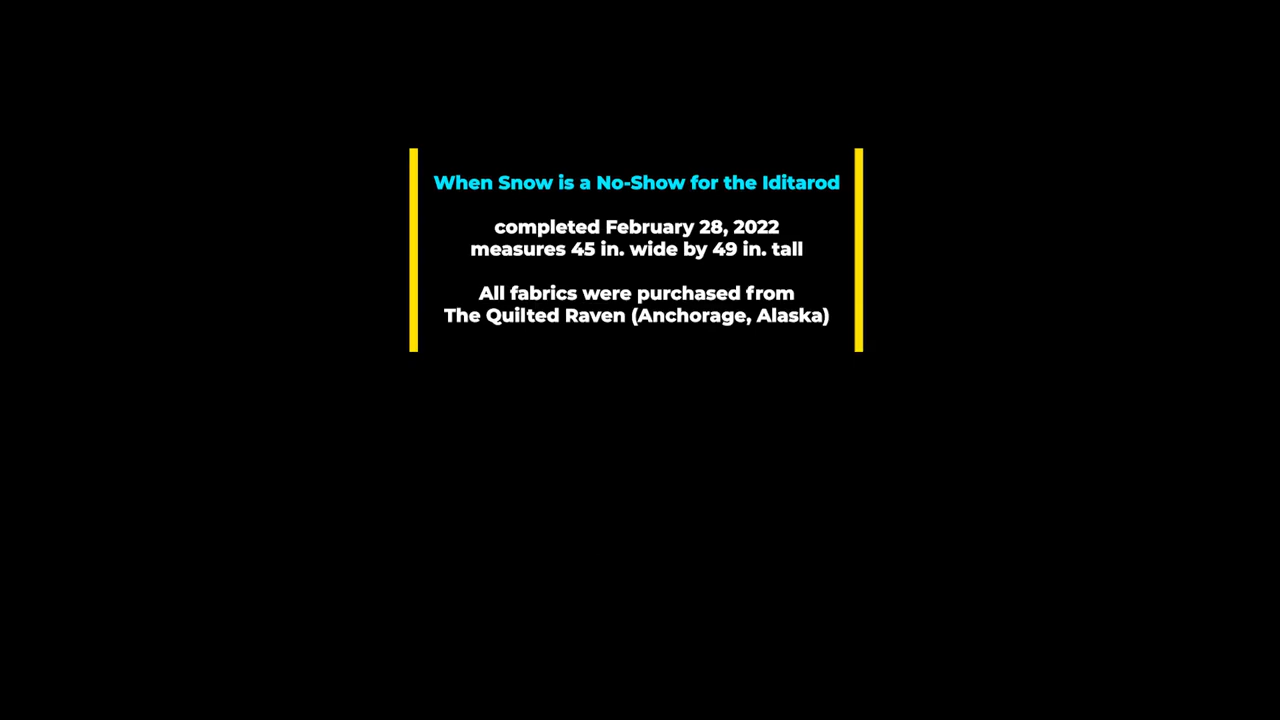 When Snow is a No-Show for the Iditarod
completed February 28, 2022
measures 45 in. wide by 49 in. tall
All fabrics were purchased from
The Quilted Raven (Anchorage, Alaska)